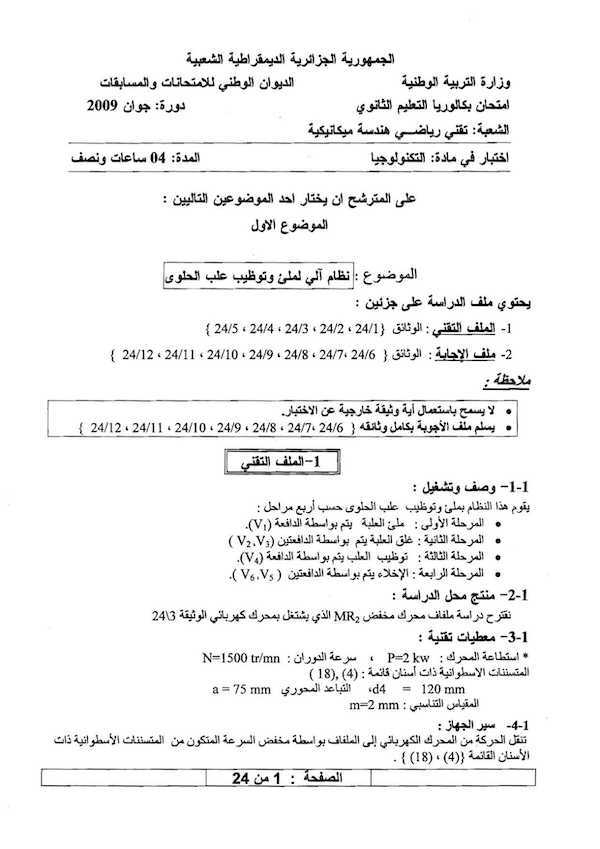 الجمهورية الجزائرية الديمقراطية الشعبية
وزارة التربية الوطنية الديوان الوطني للامتحانات والمسابقات
امتحان بكالوريا التعليم الثانوي دورة: جوان 2009
الشعبة: تقني رياضي هندسة ميكانيكية
اختبار في مادة: التكنولوجيا المدة: 04 ساعات ونصف
على المترشح ان يختار احد الموضوعين التاليين :
الموضوع الاول
الموضوع : نظام آلي لملئ وتوظيب علب الحلوى
يحتوي ملف الدراسة على جزئين :
1- الملف التقني : الوثائق {24/1 ، 24/2 ، 24/3 ، 24/4 ، 24/5 }
2- ملف الإجابة : الوثائق { 24/6 ،24/7 ، 24/8 ، 24/9 ، 24/10 ، 24/11 ، 24/12 }
ملاحظة :
• لا يسمح باستعمال أية وثيقة خارجية عن الاختبار.
• يسلم ملف الأجوبة بكامل وثائقه { 24/6 ،24/7 ، 24/8 ، 24/9 ، 24/10 ، 24/11 ، 24/12 }
1-الملف التقني
1-1- وصف وتشغيل :
يقوم هذا النظام بملئ وتوظيب علب الحلوى حسب أربع مراحل :
• المرحلة الأولى : ملئ العلبة يتم بواسطة الدافعة (V1).
• المرحلة الثانية : غلق العلبة يتم بواسطة الدافعتين (V2 ،V3 )
• المرحلة الثالثة : توظيب العلب يتم بواسطة الدافعة (V4).
• المرحلة الرابعة : الإخلاء يتم بواسطة الدافعتين ( V5 ،V6 ).
1-2- منتج محل الدراسة :
نقترح دراسة ملفاف محرك مخفض MR2 الذي يشتغل بمحرك كهربائي الوثيقة 3\24
1-3- معطيات تقنية :
* استطاعة المحرك : P=2 kw ، سرعة الدوران : N=1500 tr/mn
المتسننات الاسطوانية ذات أسنان قائمة : (4) ,(18 )
d4 = 120 mm، التباعد المحوري a = 75 mm
المقياس التناسبي : m=2 mm
1-4- سير الجهاز :
تنقل الحركة من المحرك الكهربائي إلى الملفاف بواسطة مخفض السرعة المتكون من المتسننات الأسطوانية ذات
الأسنان القائمة {(4) ، (18) } .
الصفحة : 1 من 24